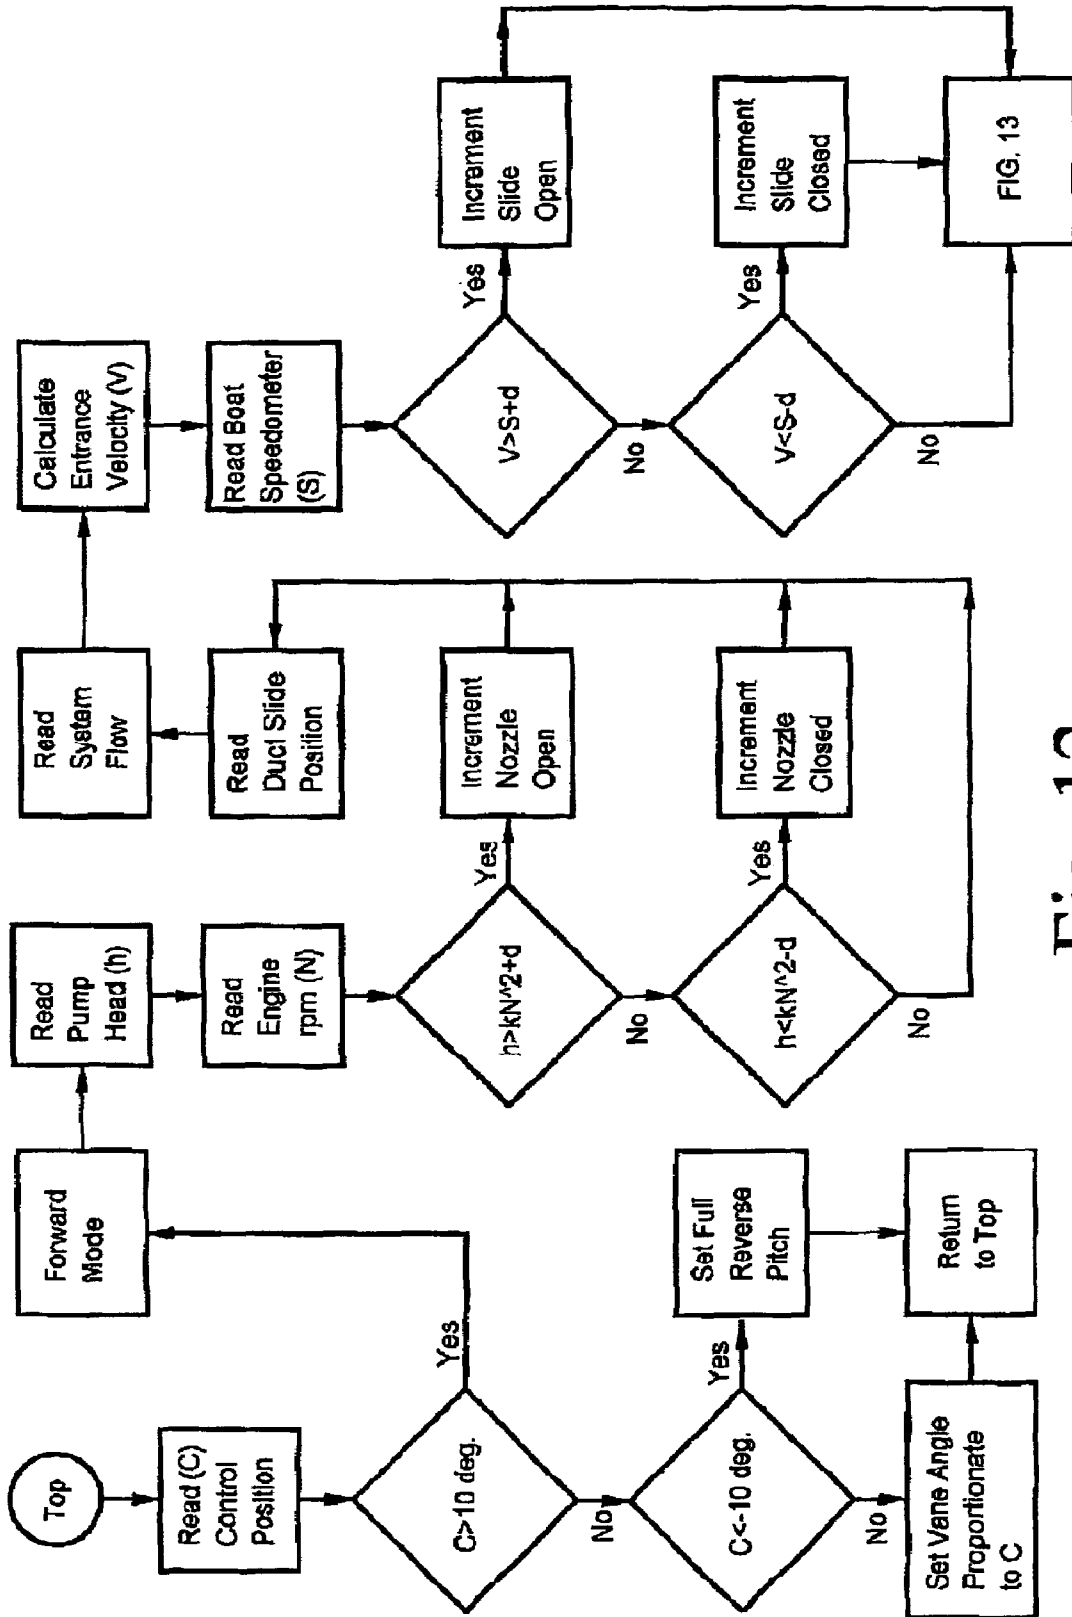 Top
Read (C)
Control
Position
C>10 deg.
Yes
No
C<-10 deg.
Yes
No
Set Vane Angle
Proportionate
to C
Set Full
Reverse
Pitch
Return
to Top
Forward
Mode
Read
Pump
Head (h)
Read
Engine
rpm (N)
h>kN^2+d
Yes
No
h<kN^2-d
Yes
No
Increment
Nozzle
Open
Increment
Nozzle
Closed
Read
Duct Slide
Position
Read
System
Flow
Calculate
Entrance
Velocity (V)
Read Boat
Speedometer
(S)
V>S+d
Yes
No
V<S-d
Yes
No
Increment
Slide
Open
Increment
Slide
Closed
FIG. 13